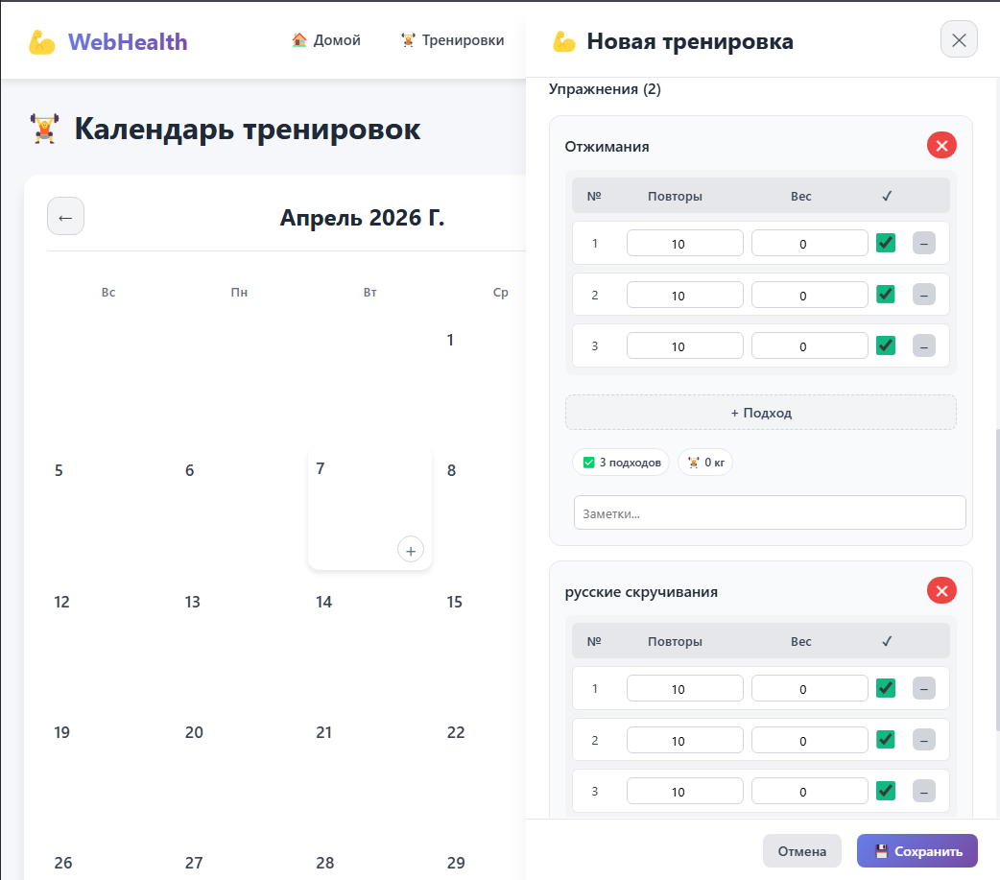 WebHealth
Домой
Тренировки
Календарь тренировок
←
Апрель 2026 Г.
Вс Пн Вт Ср
1
5 6 7 8
+
12 13 14 15
19 20 21 22
26 27 28 29
Новая тренировка
Упражнения (2)
Отжимания
№ Повторы Вес ✓
1 10 0 –
2 10 0 –
3 10 0 –
+ Подход
3 подходов
0 кг
Заметки...
русские скручивания
№ Повторы Вес ✓
1 10 0 –
2 10 0 –
3 10 0 –
Отмена
Сохранить